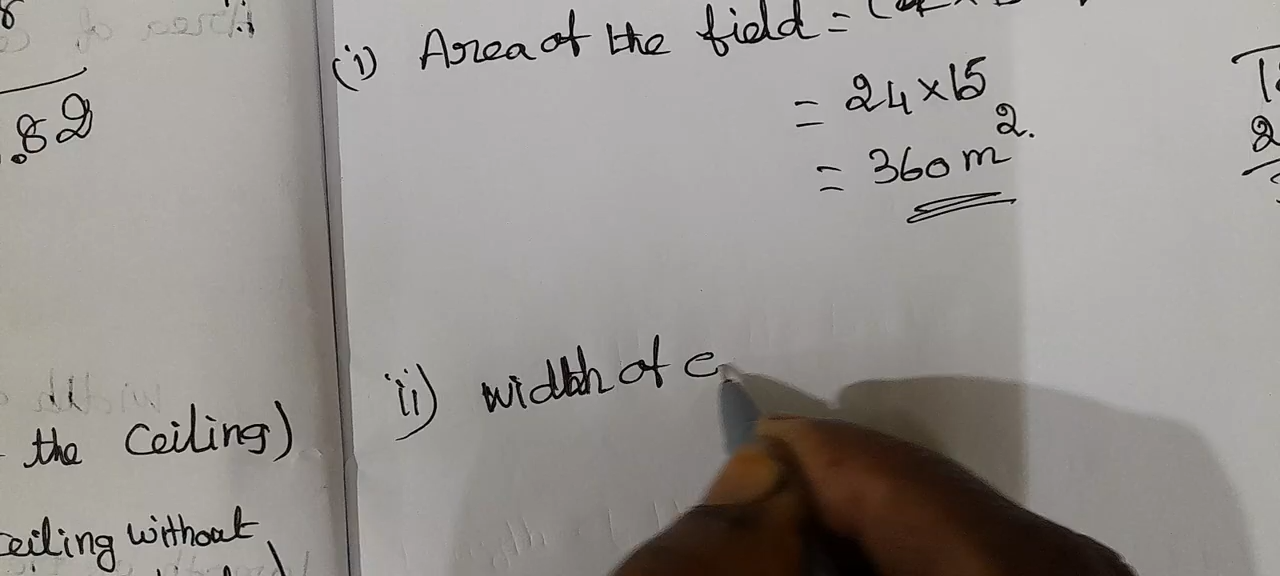 .82
the Ceiling)
ceiling without
(i) Area of the field =
= 24 × 15
= 360 m².
ii) width of c